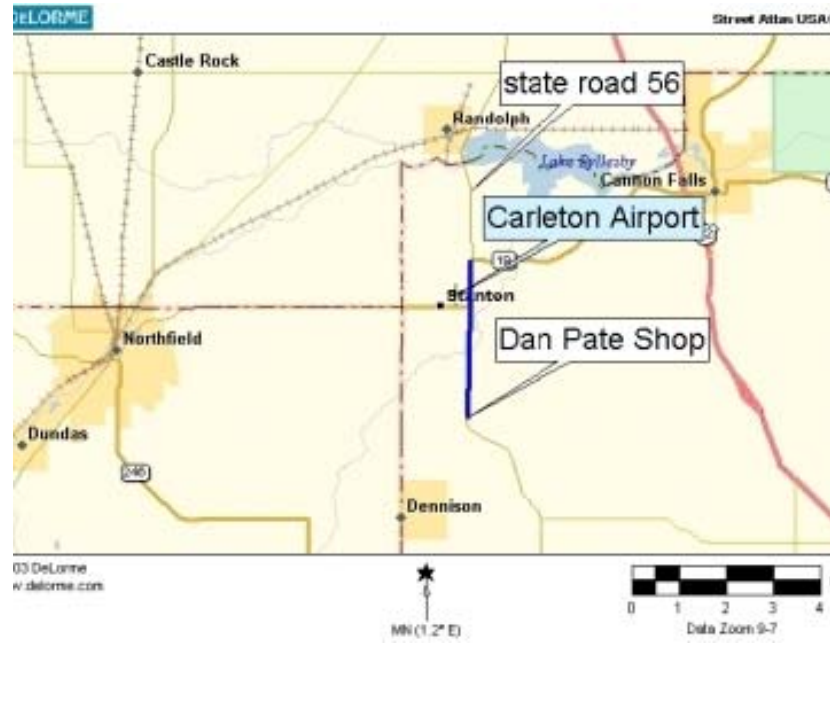 DELORME
Street Atlas USA
Castle Rock
state road 56
Randolph
Lake Byllesby
Cannon Falls
Carleton Airport
19
Stanton
Dan Pate Shop
Northfield
Dundas
246
Dennison
03 DeLorme
w.delorme.com
MN (1.2° E)
0 1 2 3 4
Data Zoom 9-7